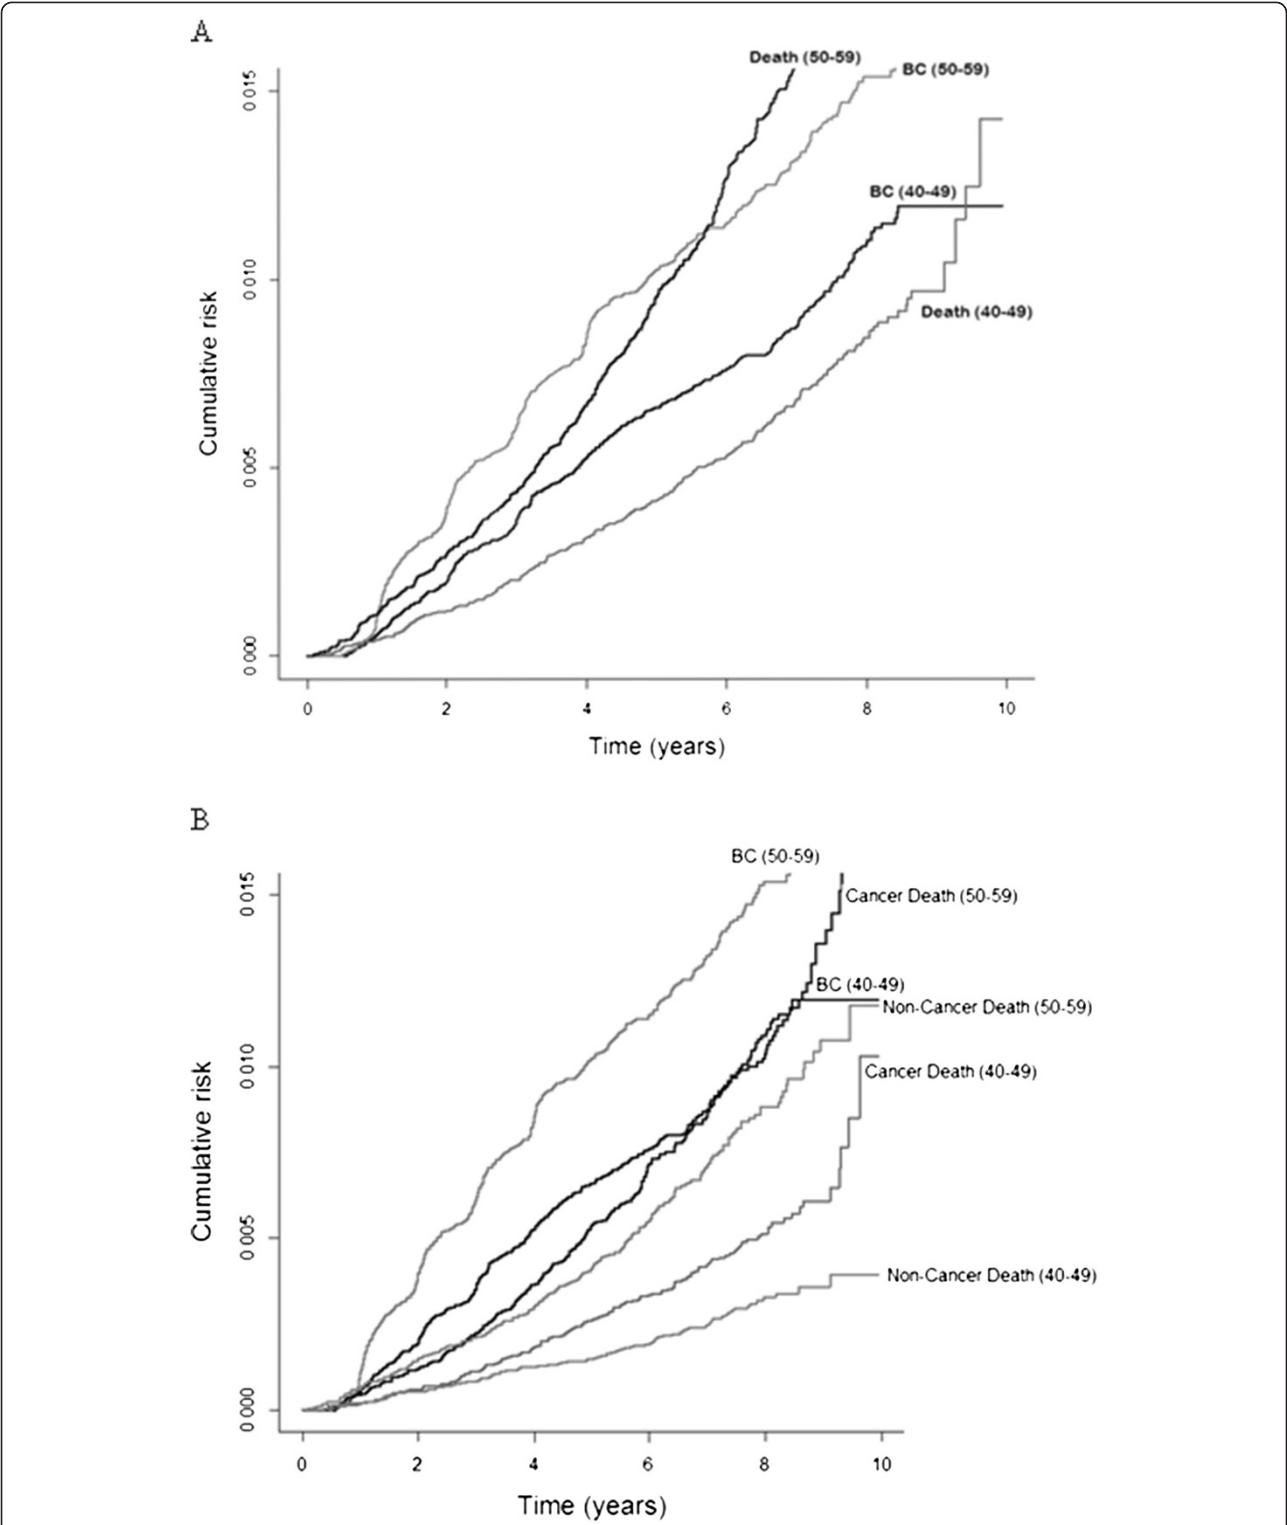 A
Death (50-59)
BC (50-59)
BC (40-49)
Death (40-49)
Cumulative risk
0.015
0.010
0.005
0.000
0 2 4 6 8 10
Time (years)
B
BC (50-59)
Cancer Death (50-59)
BC (40-49)
Non-Cancer Death (50-59)
Cancer Death (40-49)
Non-Cancer Death (40-49)
Cumulative risk
0.015
0.010
0.005
0.000
0 2 4 6 8 10
Time (years)